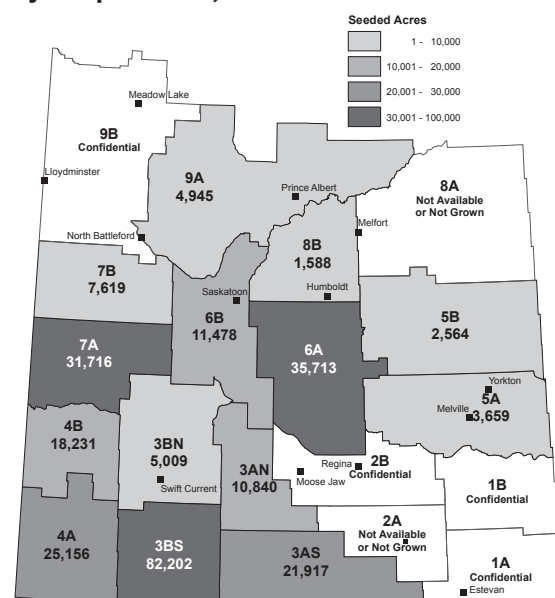 Seeded Acres
1 - 10,000
10,001 - 20,000
20,001 - 30,000
30,001 - 100,000
Meadow Lake
9B
Confidential
Lloydminster
9A
4,945
Prince Albert
8A
Not Available
or Not Grown
North Battleford
Melfort
8B
1,588
7B
7,619
Saskatoon
Humboldt
6B
11,478
5B
2,564
7A
31,716
6A
35,713
Yorkton
5A
Melville
3,659
4B
18,231
3BN
5,009
Swift Current
3AN
10,840
Regina
Moose Jaw
2B
Confidential
1B
Confidential
4A
25,156
3BS
82,202
3AS
21,917
2A
Not Available
or Not Grown
1A
Confidential
Estevan